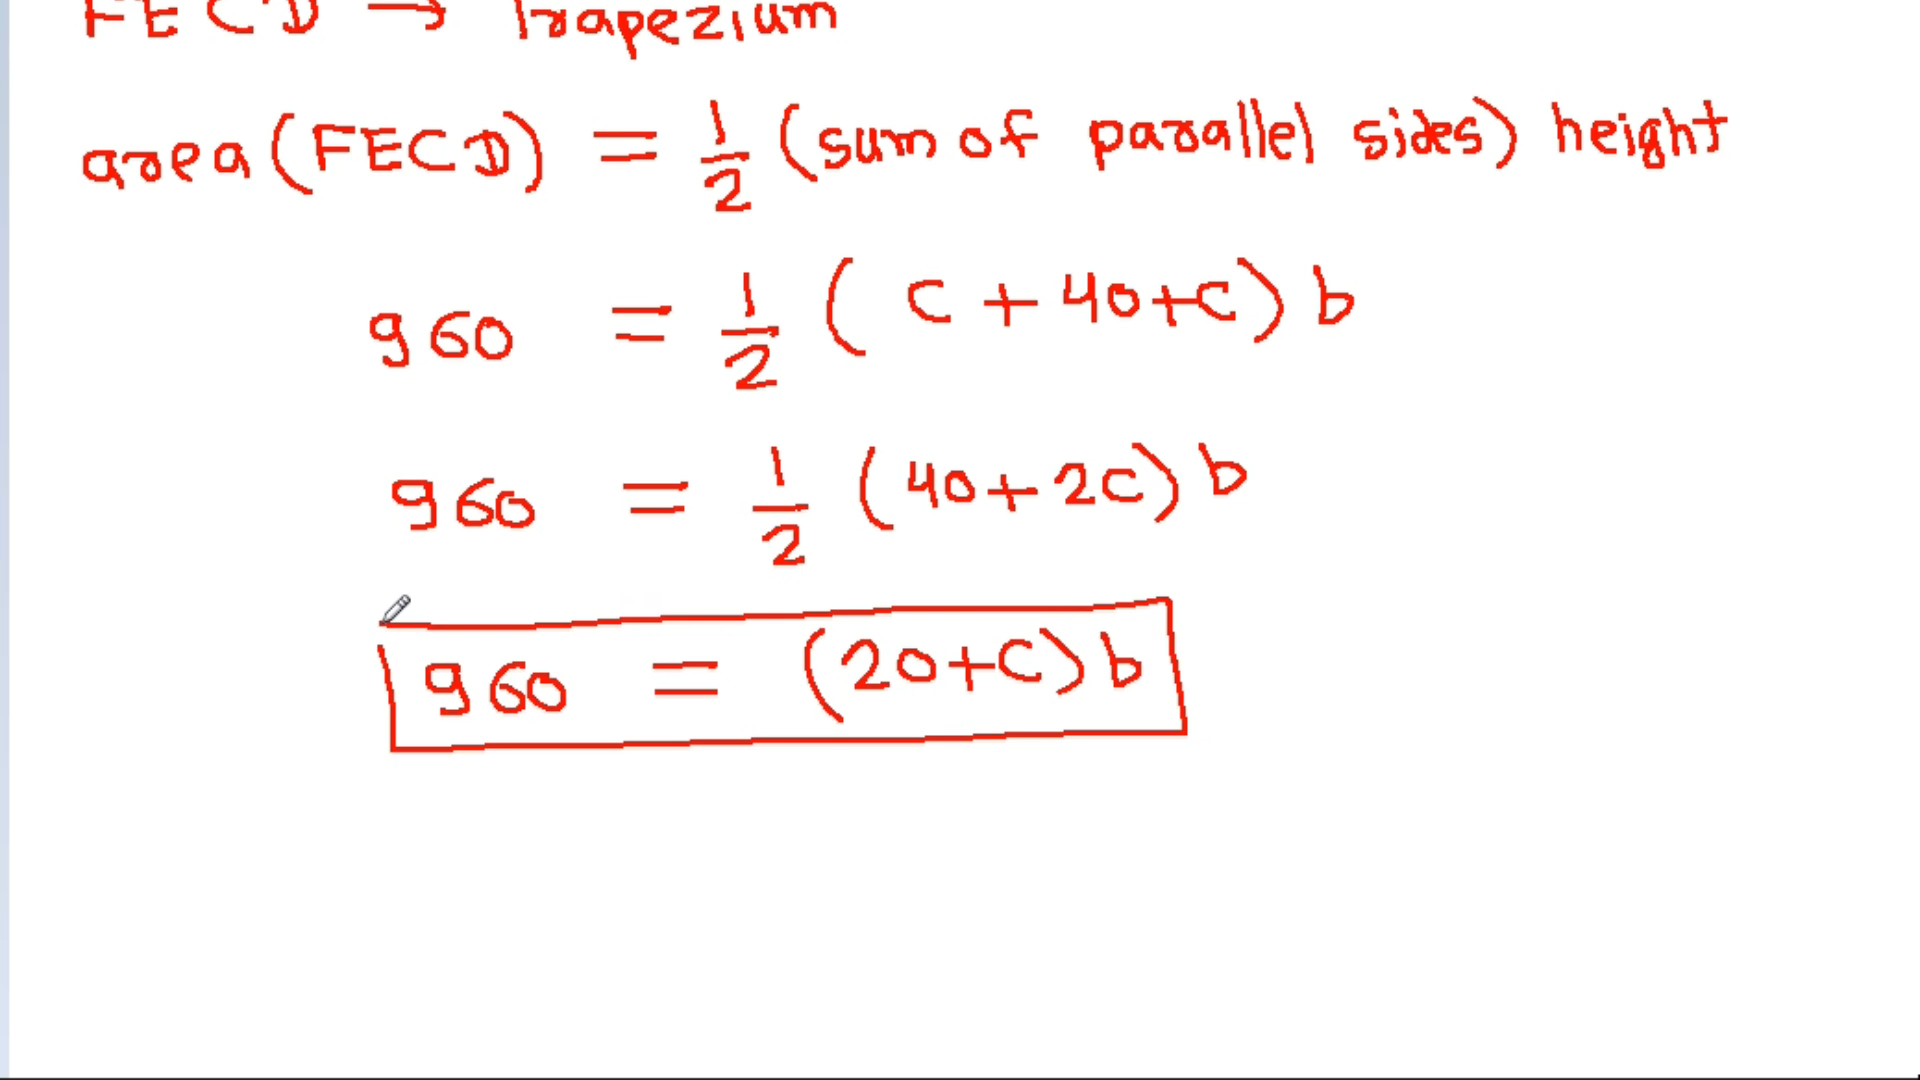 FECD → Trapezium
area (FECD) = 1/2 (sum of parallel sides) height
960 = 1/2 ( C + 40+C) b
960 = 1/2 (40+2C) b
960 = (20+C) b